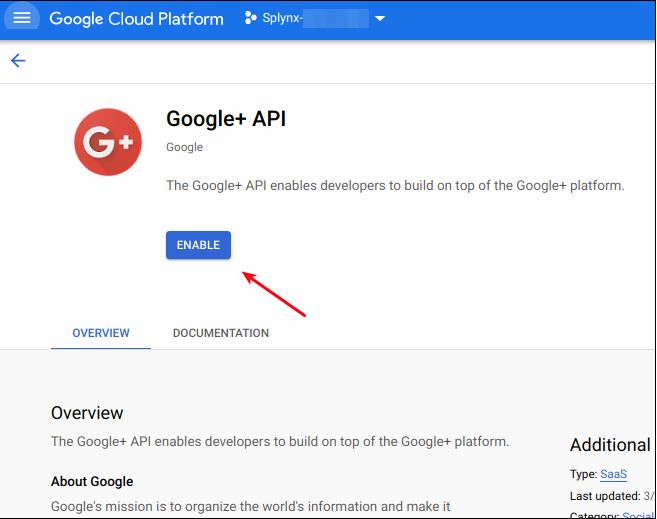 Google Cloud Platform
Splynx-
G+
Google+ API
Google
The Google+ API enables developers to build on top of the Google+ platform.
ENABLE
OVERVIEW
DOCUMENTATION
Overview
The Google+ API enables developers to build on top of the Google+ platform.
About Google
Google's mission is to organize the world's information and make it
Additional
Type: SaaS
Last updated: 3/
Category: Social